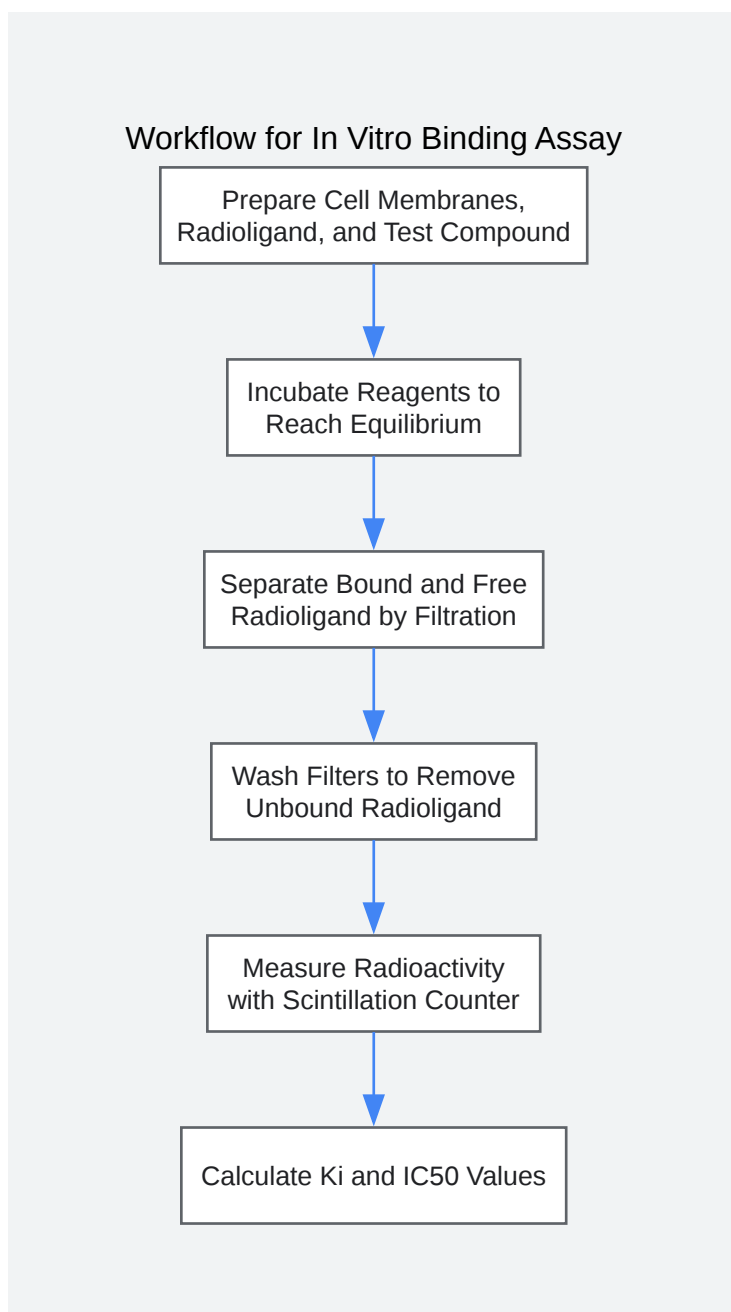 Workflow for In Vitro Binding Assay
Prepare Cell Membranes,
Radioligand, and Test Compound
Incubate Reagents to
Reach Equilibrium
Separate Bound and Free
Radioligand by Filtration
Wash Filters to Remove
Unbound Radioligand
Measure Radioactivity
with Scintillation Counter
Calculate Ki and IC50 Values